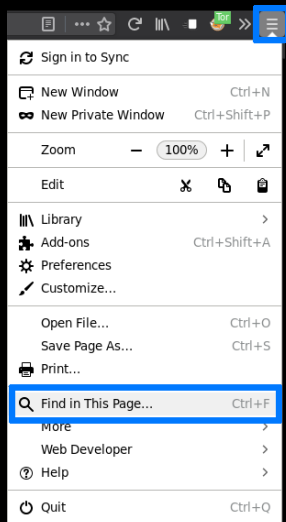 Tor
Sign in to Sync
New Window Ctrl+N
New Private Window Ctrl+Shift+P
Zoom 100%
Edit
Library
Add-ons Ctrl+Shift+A
Preferences
Customize...
Open File... Ctrl+O
Save Page As... Ctrl+S
Print...
Find in This Page... Ctrl+F
More
Web Developer
Help
Quit Ctrl+Q